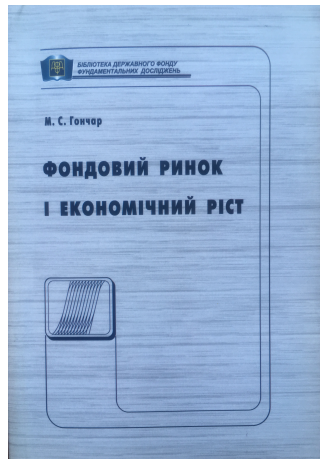 БІБЛІОТЕКА ДЕРЖАВНОГО ФОНДУ
ФУНДАМЕНТАЛЬНИХ ДОСЛІДЖЕНЬ
М. С. Гончар
ФОНДОВИЙ РИНОК
І ЕКОНОМІЧНИЙ РІСТ